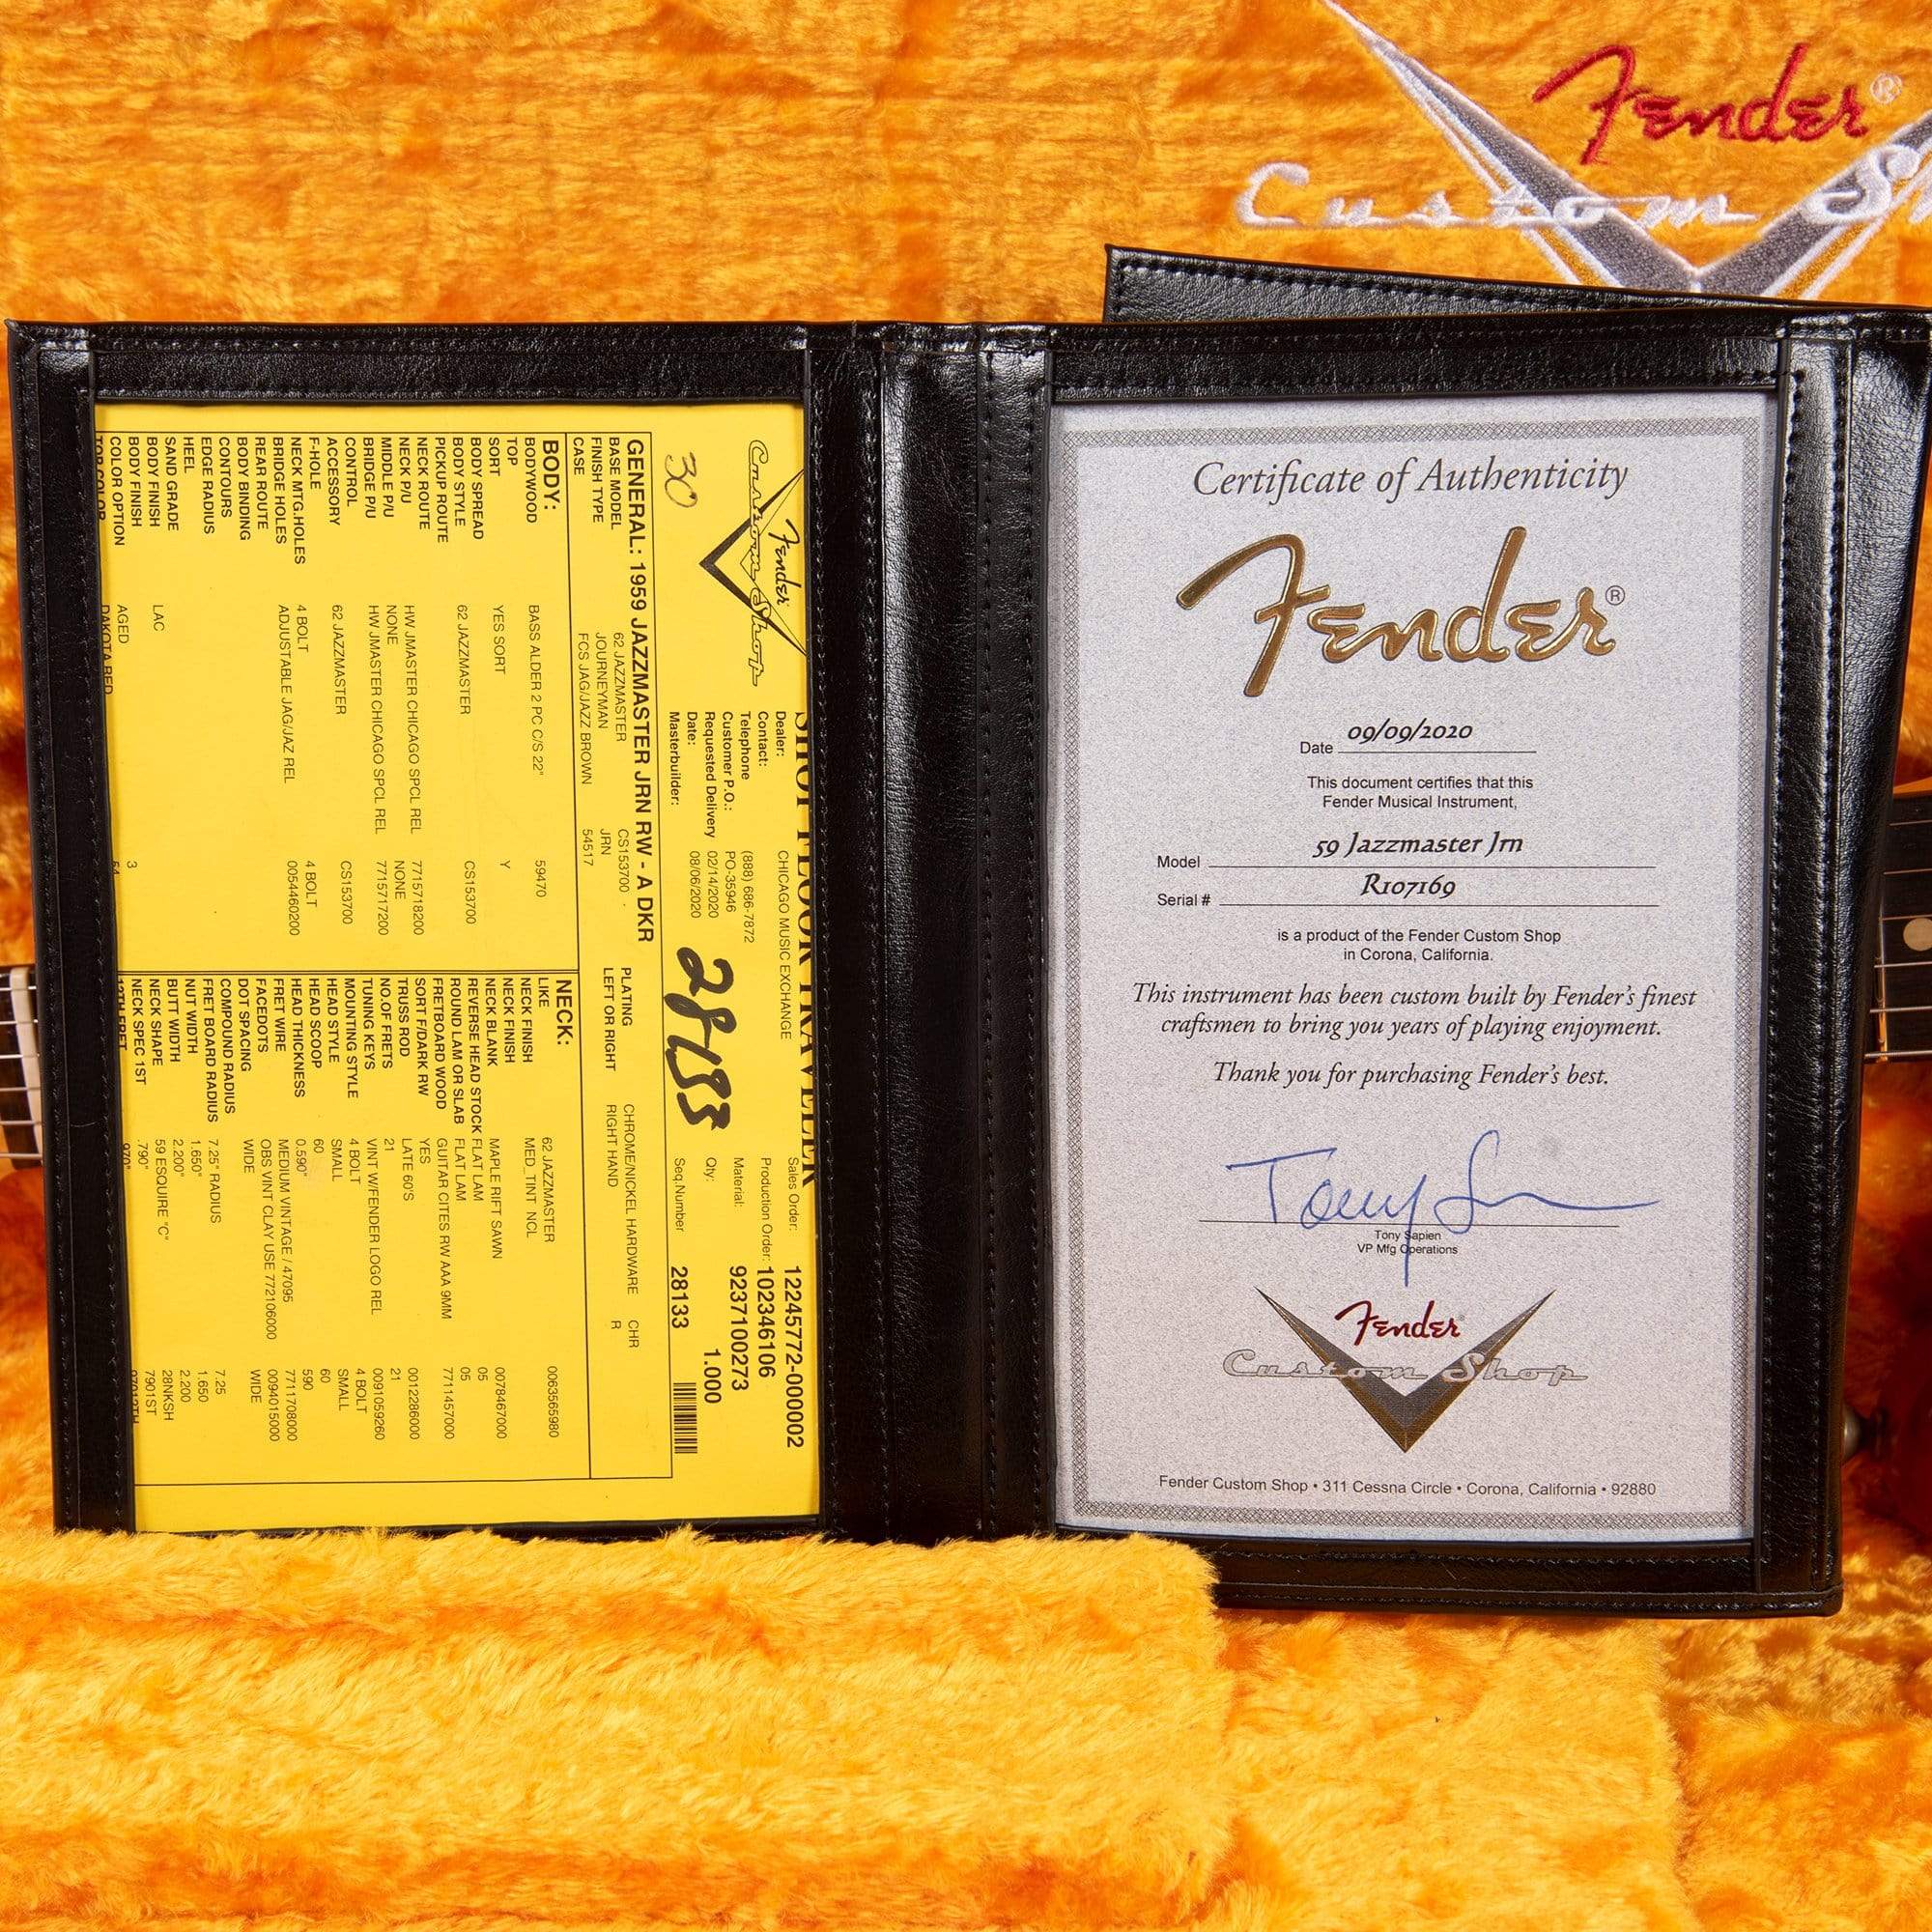 Fender®
Custom
Fender
Custom Shop
30
SHOP FLOOR TRAVELER
Dealer: CHICAGO MUSIC EXCHANGE
Contact:
Telephone (888) 686-7872
Customer P.O.: PO-35946
Requested Delivery 02/14/2020
Date: 08/06/2020
Masterbuilder:
28133
Sales Order: 12245772-000002
Production Order: 102346106
Material: 9237100273
Qty: 1.000
Seq.Number 28133
GENERAL: 1959 JAZZMASTER JRN RW - A DKR
BASE MODEL 62 JAZZMASTER CS153700
FINISH TYPE JOURNEYMAN JRN
CASE FCS JAG/JAZZ BROWN 54517
PLATING CHROME/NICKEL HARDWARE CHR
LEFT OR RIGHT RIGHT HAND R
BODY:
BODYWOOD BASS ALDER 2 PC C/S 22" 59470
TOP
SORT YES SORT Y
BODY SPREAD
BODY STYLE 62 JAZZMASTER CS153700
PICKUP ROUTE
NECK ROUTE
NECK P/U HW JMASTER CHICAGO SPCL REL 7715718200
MIDDLE P/U NONE NONE
BRIDGE P/U HW JMASTER CHICAGO SPCL REL 7715717200
CONTROL
ACCESSORY 62 JAZZMASTER CS153700
F-HOLE
NECK MTG.HOLES 4 BOLT 4 BOLT
BRIDGE HOLES ADJUSTABLE JAG/JAZ REL 0054460200
REAR ROUTE
CONTOURS
BODY BINDING
EDGE RADIUS
HEEL
SAND GRADE
BODY FINISH LAC
BODY FINISH
COLOR OPTION AGED 3
TOP COLOR DAKOTA RED 54
NECK:
LIKE 62 JAZZMASTER 0063565980
NECK FINISH MED. TINT NCL
NECK FINISH
NECK BLANK MAPLE RIFT SAWN 0078467000
REVERSE HEAD STOCK FLAT LAM 05
ROUND LAM OR SLAB FLAT LAM 05
FRETBOARD WOOD GUITAR CITES RW AAA 9MM 7711457000
SORT F/DARK RW YES
TRUSS ROD LATE 60'S 0012286000
NO.OF FRETS 21 21
TUNING KEYS VINT W/FENDER LOGO REL 0091059260
MOUNTING STYLE 4 BOLT 4 BOLT
HEAD STYLE SMALL SMALL
HEAD SCOOP 60 60
HEAD THICKNESS 0.590" 590
FRET WIRE MEDIUM VINTAGE / 47095 7711708000
FACEDOTS OBS VINT CLAY USE 772106000 0094015000
DOT SPACING WIDE WIDE
COMPOUND RADIUS
FRET BOARD RADIUS 7.25" RADIUS 7.25
NUT WIDTH 1.650" 1.650
BUTT WIDTH 2.200" 2.200
NECK SHAPE 59 ESQUIRE "C" 28NKSH
NECK SPEC 1ST .790" 7901ST
12TH FRET .970" 97012TH
Certificate of Authenticity
Fender®
09/09/2020
Date
This document certifies that this
Fender Musical Instrument,
Model 59 Jazzmaster Jrn
Serial # R107169
is a product of the Fender Custom Shop
in Corona, California.
This instrument has been custom built by Fender's finest
craftsmen to bring you years of playing enjoyment.
Thank you for purchasing Fender's best.
Tony Sapien
VP Mfg Operations
Fender
Custom Shop
Fender Custom Shop • 311 Cessna Circle • Corona, California • 92880